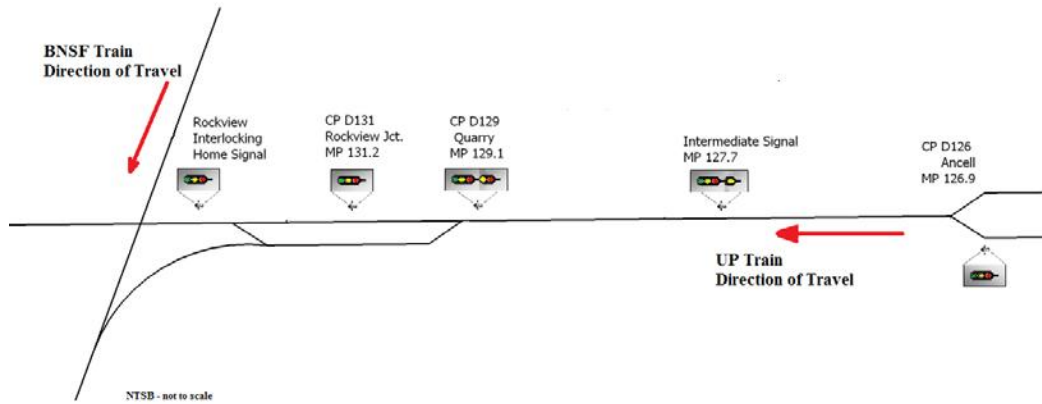 BNSF Train
Direction of Travel
Rockview
Interlocking
Home Signal
CP D131
Rockview Jct.
MP 131.2
CP D129
Quarry
MP 129.1
Intermediate Signal
MP 127.7
CP D126
Ancell
MP 126.9
UP Train
Direction of Travel
NTSB - not to scale